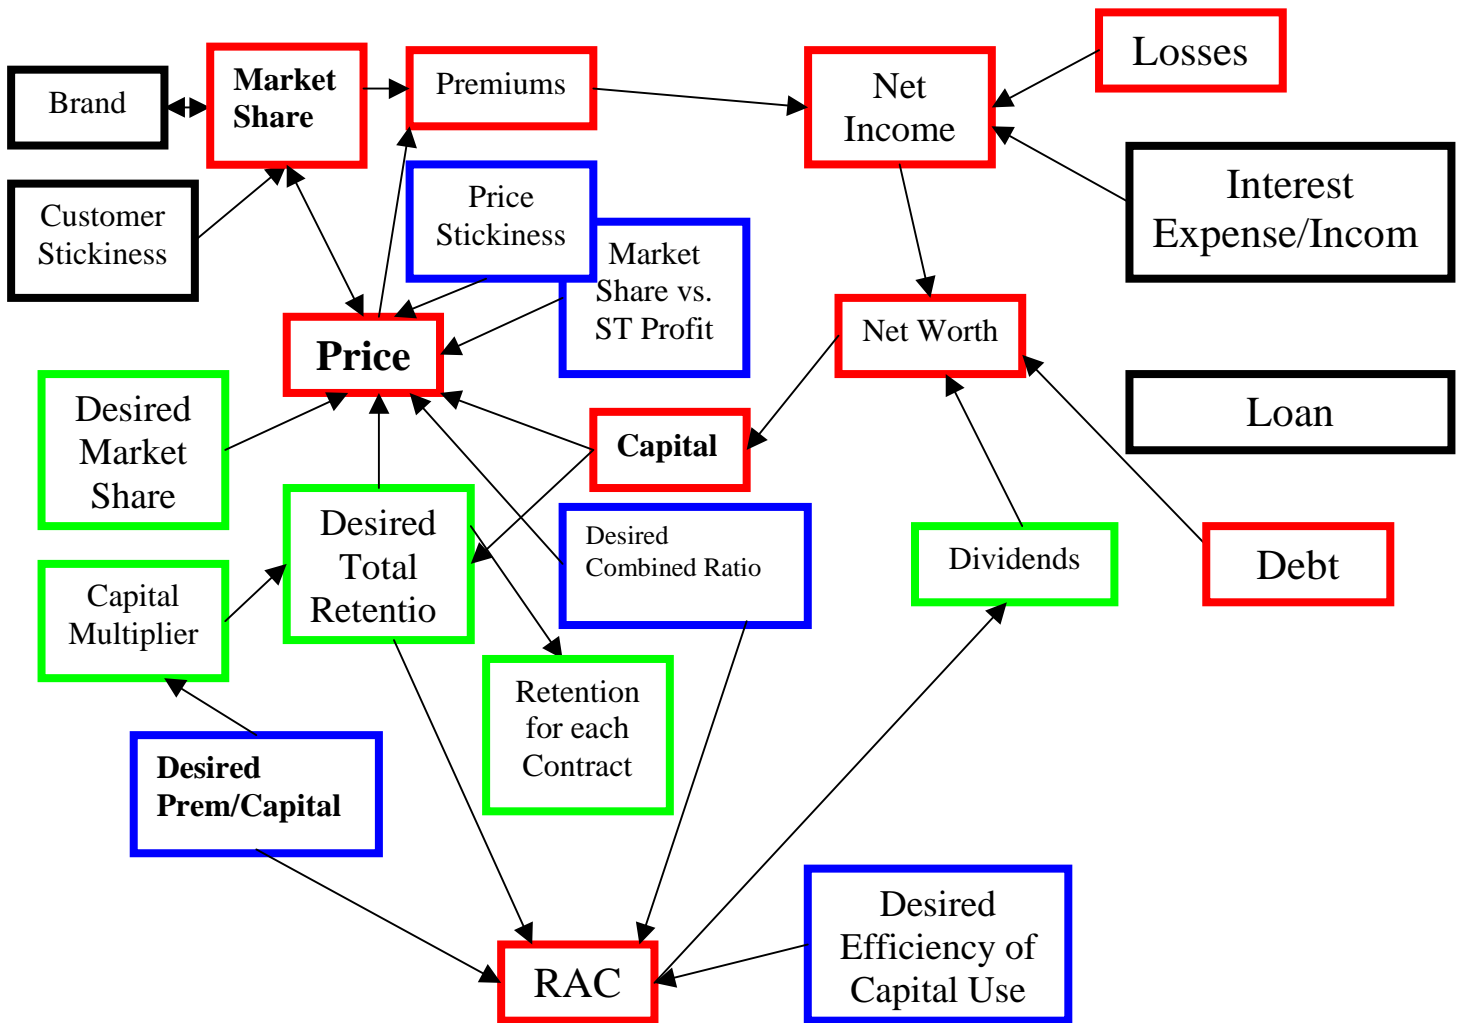 Losses
Market
Share
Premiums
Net
Income
Brand
Interest
Expense/Incom
Customer
Stickiness
Price
Stickiness
Market
Share vs.
ST Profit
Net Worth
Price
Desired
Market
Share
Loan
Capital
Desired
Total
Retentio
Desired
Combined Ratio
Dividends
Debt
Capital
Multiplier
Retention
for each
Contract
Desired
Prem/Capital
Desired
Efficiency of
Capital Use
RAC